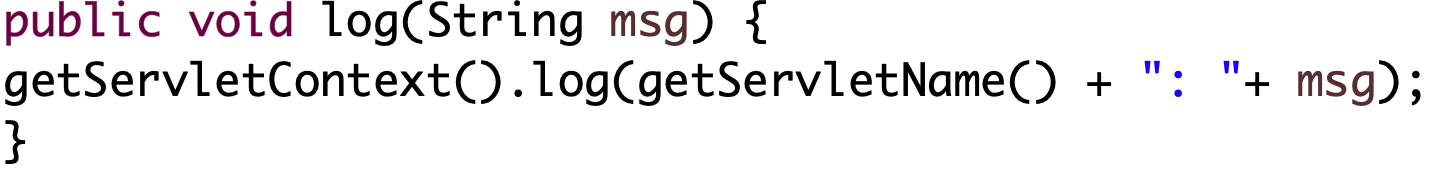 public void log(String msg) {
getServletContext().log(getServletName() + ": "+ msg);
}